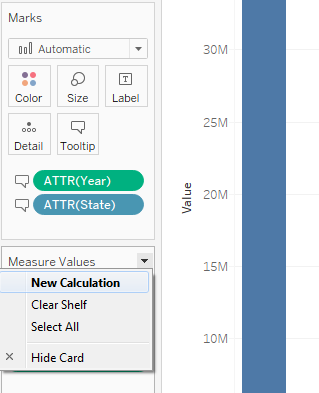 Marks
Automatic
Color Size Label
Detail Tooltip
ATTR(Year)
ATTR(State)
Measure Values
New Calculation
Clear Shelf
Select All
Hide Card
30M
25M
20M
15M
10M
Value